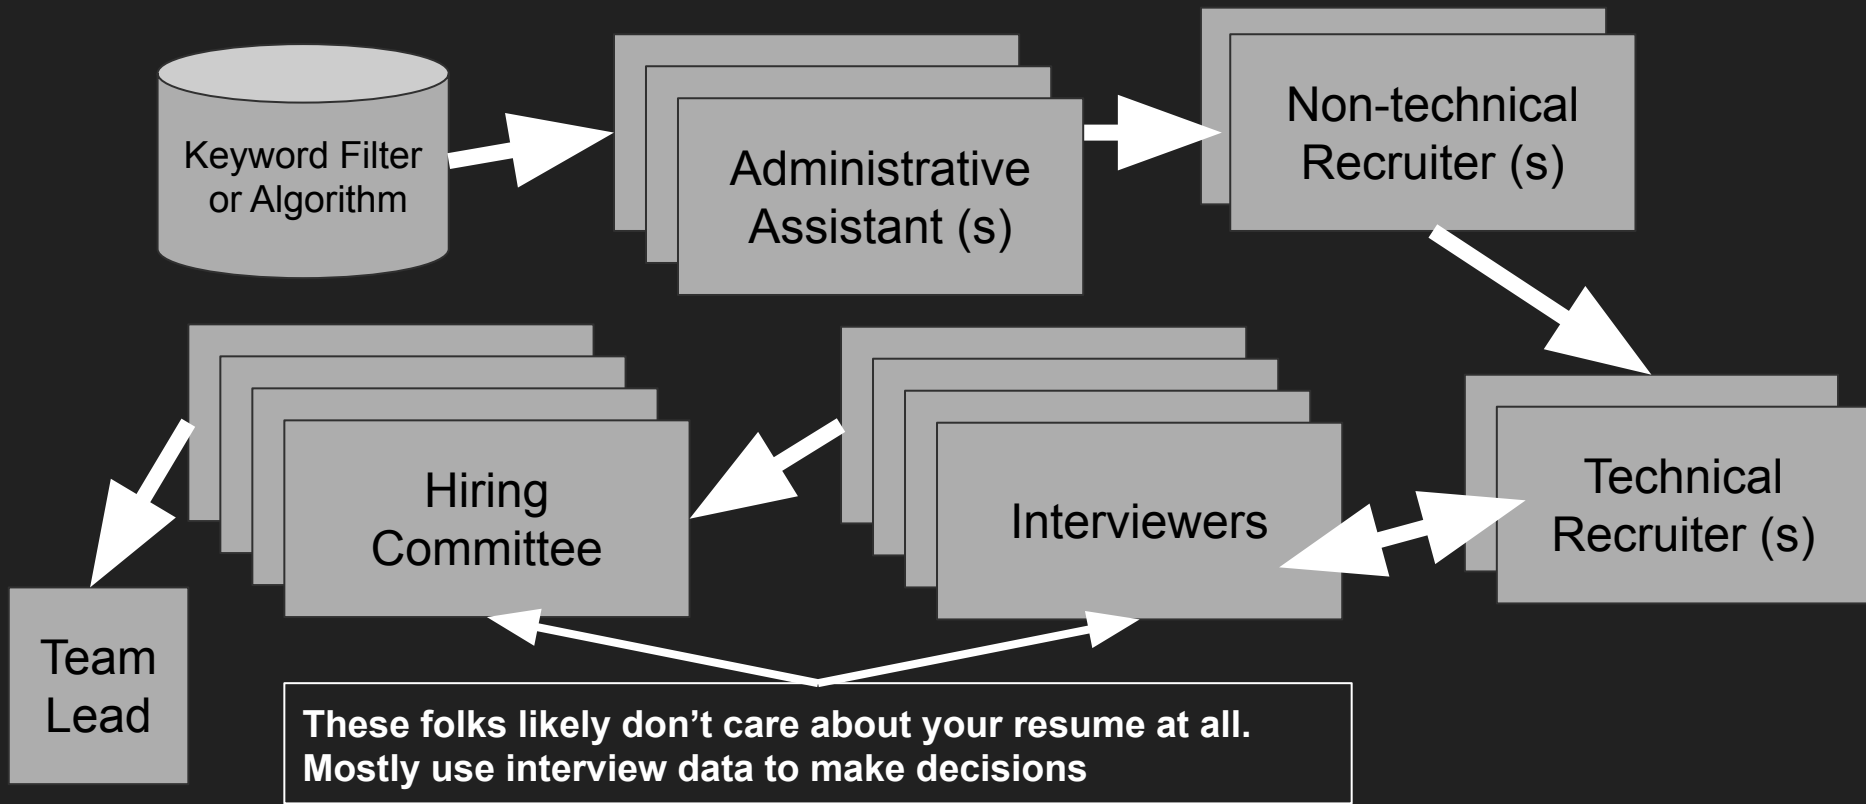 Keyword Filter
or Algorithm
Administrative
Assistant (s)
Non-technical
Recruiter (s)
Technical
Recruiter (s)
Interviewers
Hiring
Committee
Team
Lead
These folks likely don’t care about your resume at all.
Mostly use interview data to make decisions